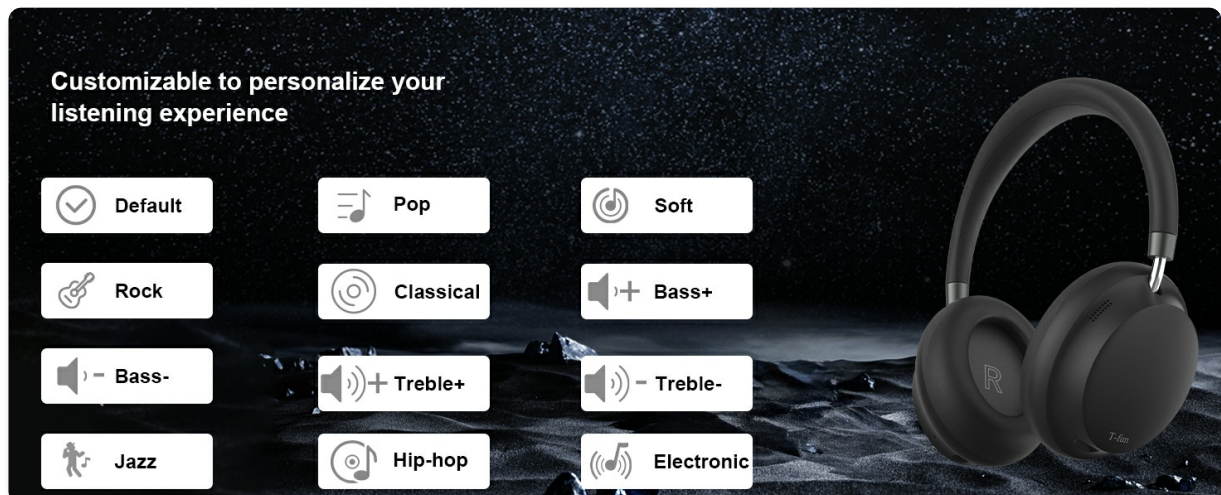 Customizable to personalize your
listening experience
Default
Pop
Soft
Rock
Classical
Bass+
Bass-
Treble+
Treble-
Jazz
Hip-hop
Electronic
R
T-fun